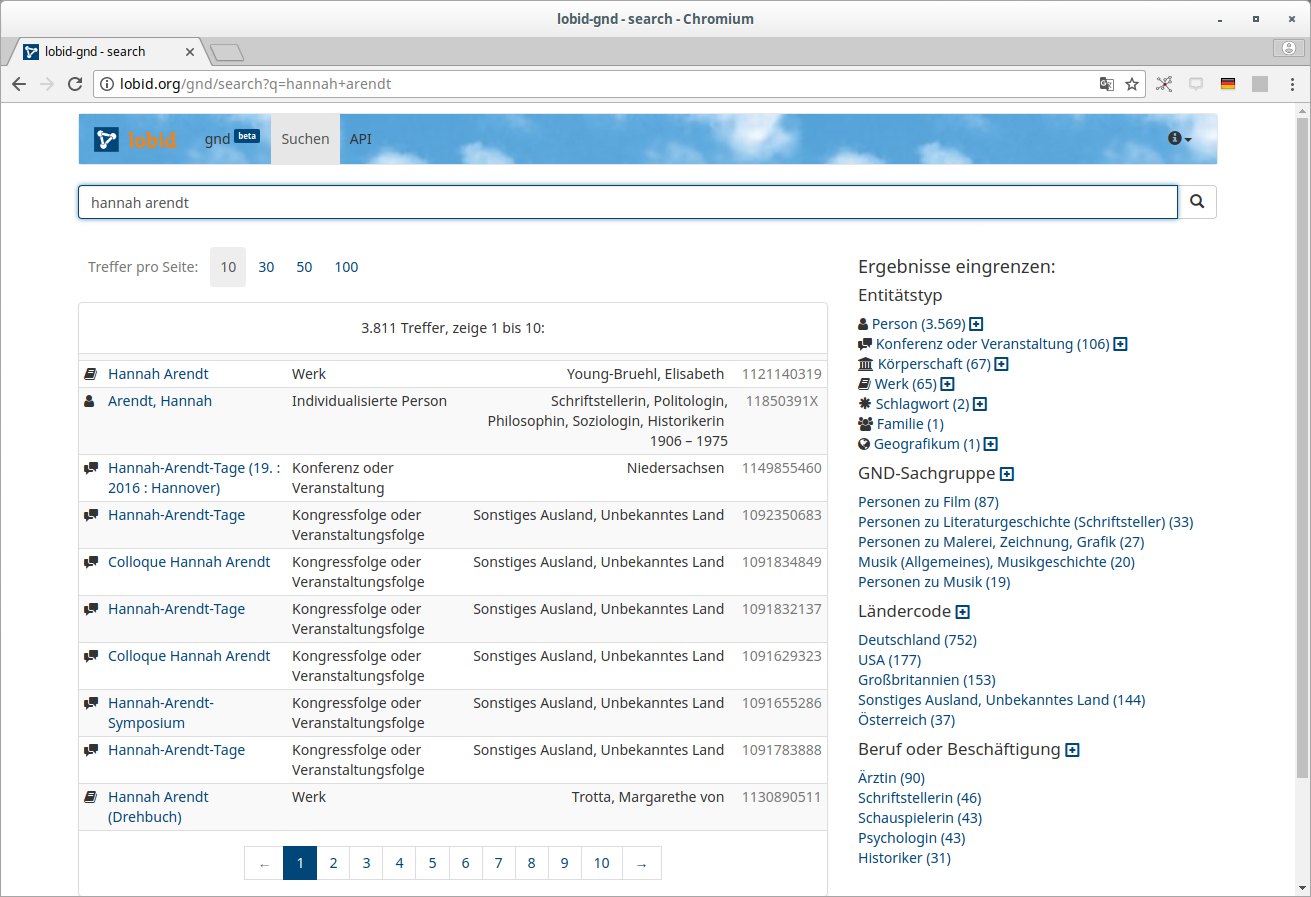 lobid-gnd - search - Chromium
lobid-gnd - search
lobid.org/gnd/search?q=hannah+arendt
lobid gnd beta Suchen API
hannah arendt
Treffer pro Seite: 10 30 50 100
3.811 Treffer, zeige 1 bis 10:
Hannah Arendt Werk Young-Bruehl, Elisabeth 1121140319
Arendt, Hannah Individualisierte Person Schriftstellerin, Politologin, 11850391X
Philosophin, Soziologin, Historikerin
1906 – 1975
Hannah-Arendt-Tage (19. : Konferenz oder Niedersachsen 1149855460
2016 : Hannover) Veranstaltung
Hannah-Arendt-Tage Kongressfolge oder Sonstiges Ausland, Unbekanntes Land 1092350683
Veranstaltungsfolge
Colloque Hannah Arendt Kongressfolge oder Sonstiges Ausland, Unbekanntes Land 1091834849
Veranstaltungsfolge
Hannah-Arendt-Tage Kongressfolge oder Sonstiges Ausland, Unbekanntes Land 1091832137
Veranstaltungsfolge
Colloque Hannah Arendt Kongressfolge oder Sonstiges Ausland, Unbekanntes Land 1091629323
Veranstaltungsfolge
Hannah-Arendt- Kongressfolge oder Sonstiges Ausland, Unbekanntes Land 1091655286
Symposium Veranstaltungsfolge
Hannah-Arendt-Tage Kongressfolge oder Sonstiges Ausland, Unbekanntes Land 1091783888
Veranstaltungsfolge
Hannah Arendt Werk Trotta, Margarethe von 1130890511
(Drehbuch)
← 1 2 3 4 5 6 7 8 9 10 →
Ergebnisse eingrenzen:
Entitätstyp
Person (3.569)
Konferenz oder Veranstaltung (106)
Körperschaft (67)
Werk (65)
Schlagwort (2)
Familie (1)
Geografikum (1)
GND-Sachgruppe
Personen zu Film (87)
Personen zu Literaturgeschichte (Schriftsteller) (33)
Personen zu Malerei, Zeichnung, Grafik (27)
Musik (Allgemeines), Musikgeschichte (20)
Personen zu Musik (19)
Ländercode
Deutschland (752)
USA (177)
Großbritannien (153)
Sonstiges Ausland, Unbekanntes Land (144)
Österreich (37)
Beruf oder Beschäftigung
Ärztin (90)
Schriftstellerin (46)
Schauspielerin (43)
Psychologin (43)
Historiker (31)